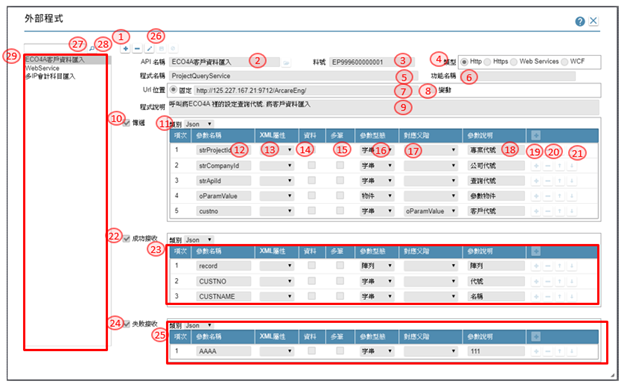 外部程式
27 28 1 26
29 ECO4A客戶資料匯入
WebService
多IP會計科目匯入
API 名稱 ECO4A客戶資料匯入 2 料號 EP999600000001 3 4 類型 Http Https Web Services WCF
程式名稱 ProjectQueryService 5 功能名稱 6
Url 位置 固定 http://125.227.167.21:9712/ArcareEng/ 7 8 變動
程式說明 呼叫將ECO4A 裡的設定查詢代號, 將客戶資料匯入 9
10 傳遞 11 類別 Json
項次 參數名稱 XML屬性 資料 多筆 參數型態 對應父階 參數說明
1 strProjectId 12 13 14 15 字串 16 17 專案代號 18 19 20 21
2 strCompanyId 字串 公司代號
3 strApiId 字串 查詢代號
4 oParamValue 物件 參數物件
5 custno 字串 oParamValue 客戶代號
22 成功接收 類別 Json
23
項次 參數名稱 XML屬性 資料 多筆 參數型態 對應父階 參數說明
1 record 陣列 陣列
2 CUSTNO 字串 代號
3 CUSTNAME 字串 名稱
24 失敗接收 類別 Json
25
項次 參數名稱 XML屬性 資料 多筆 參數型態 對應父階 參數說明
1 AAAA 字串 111